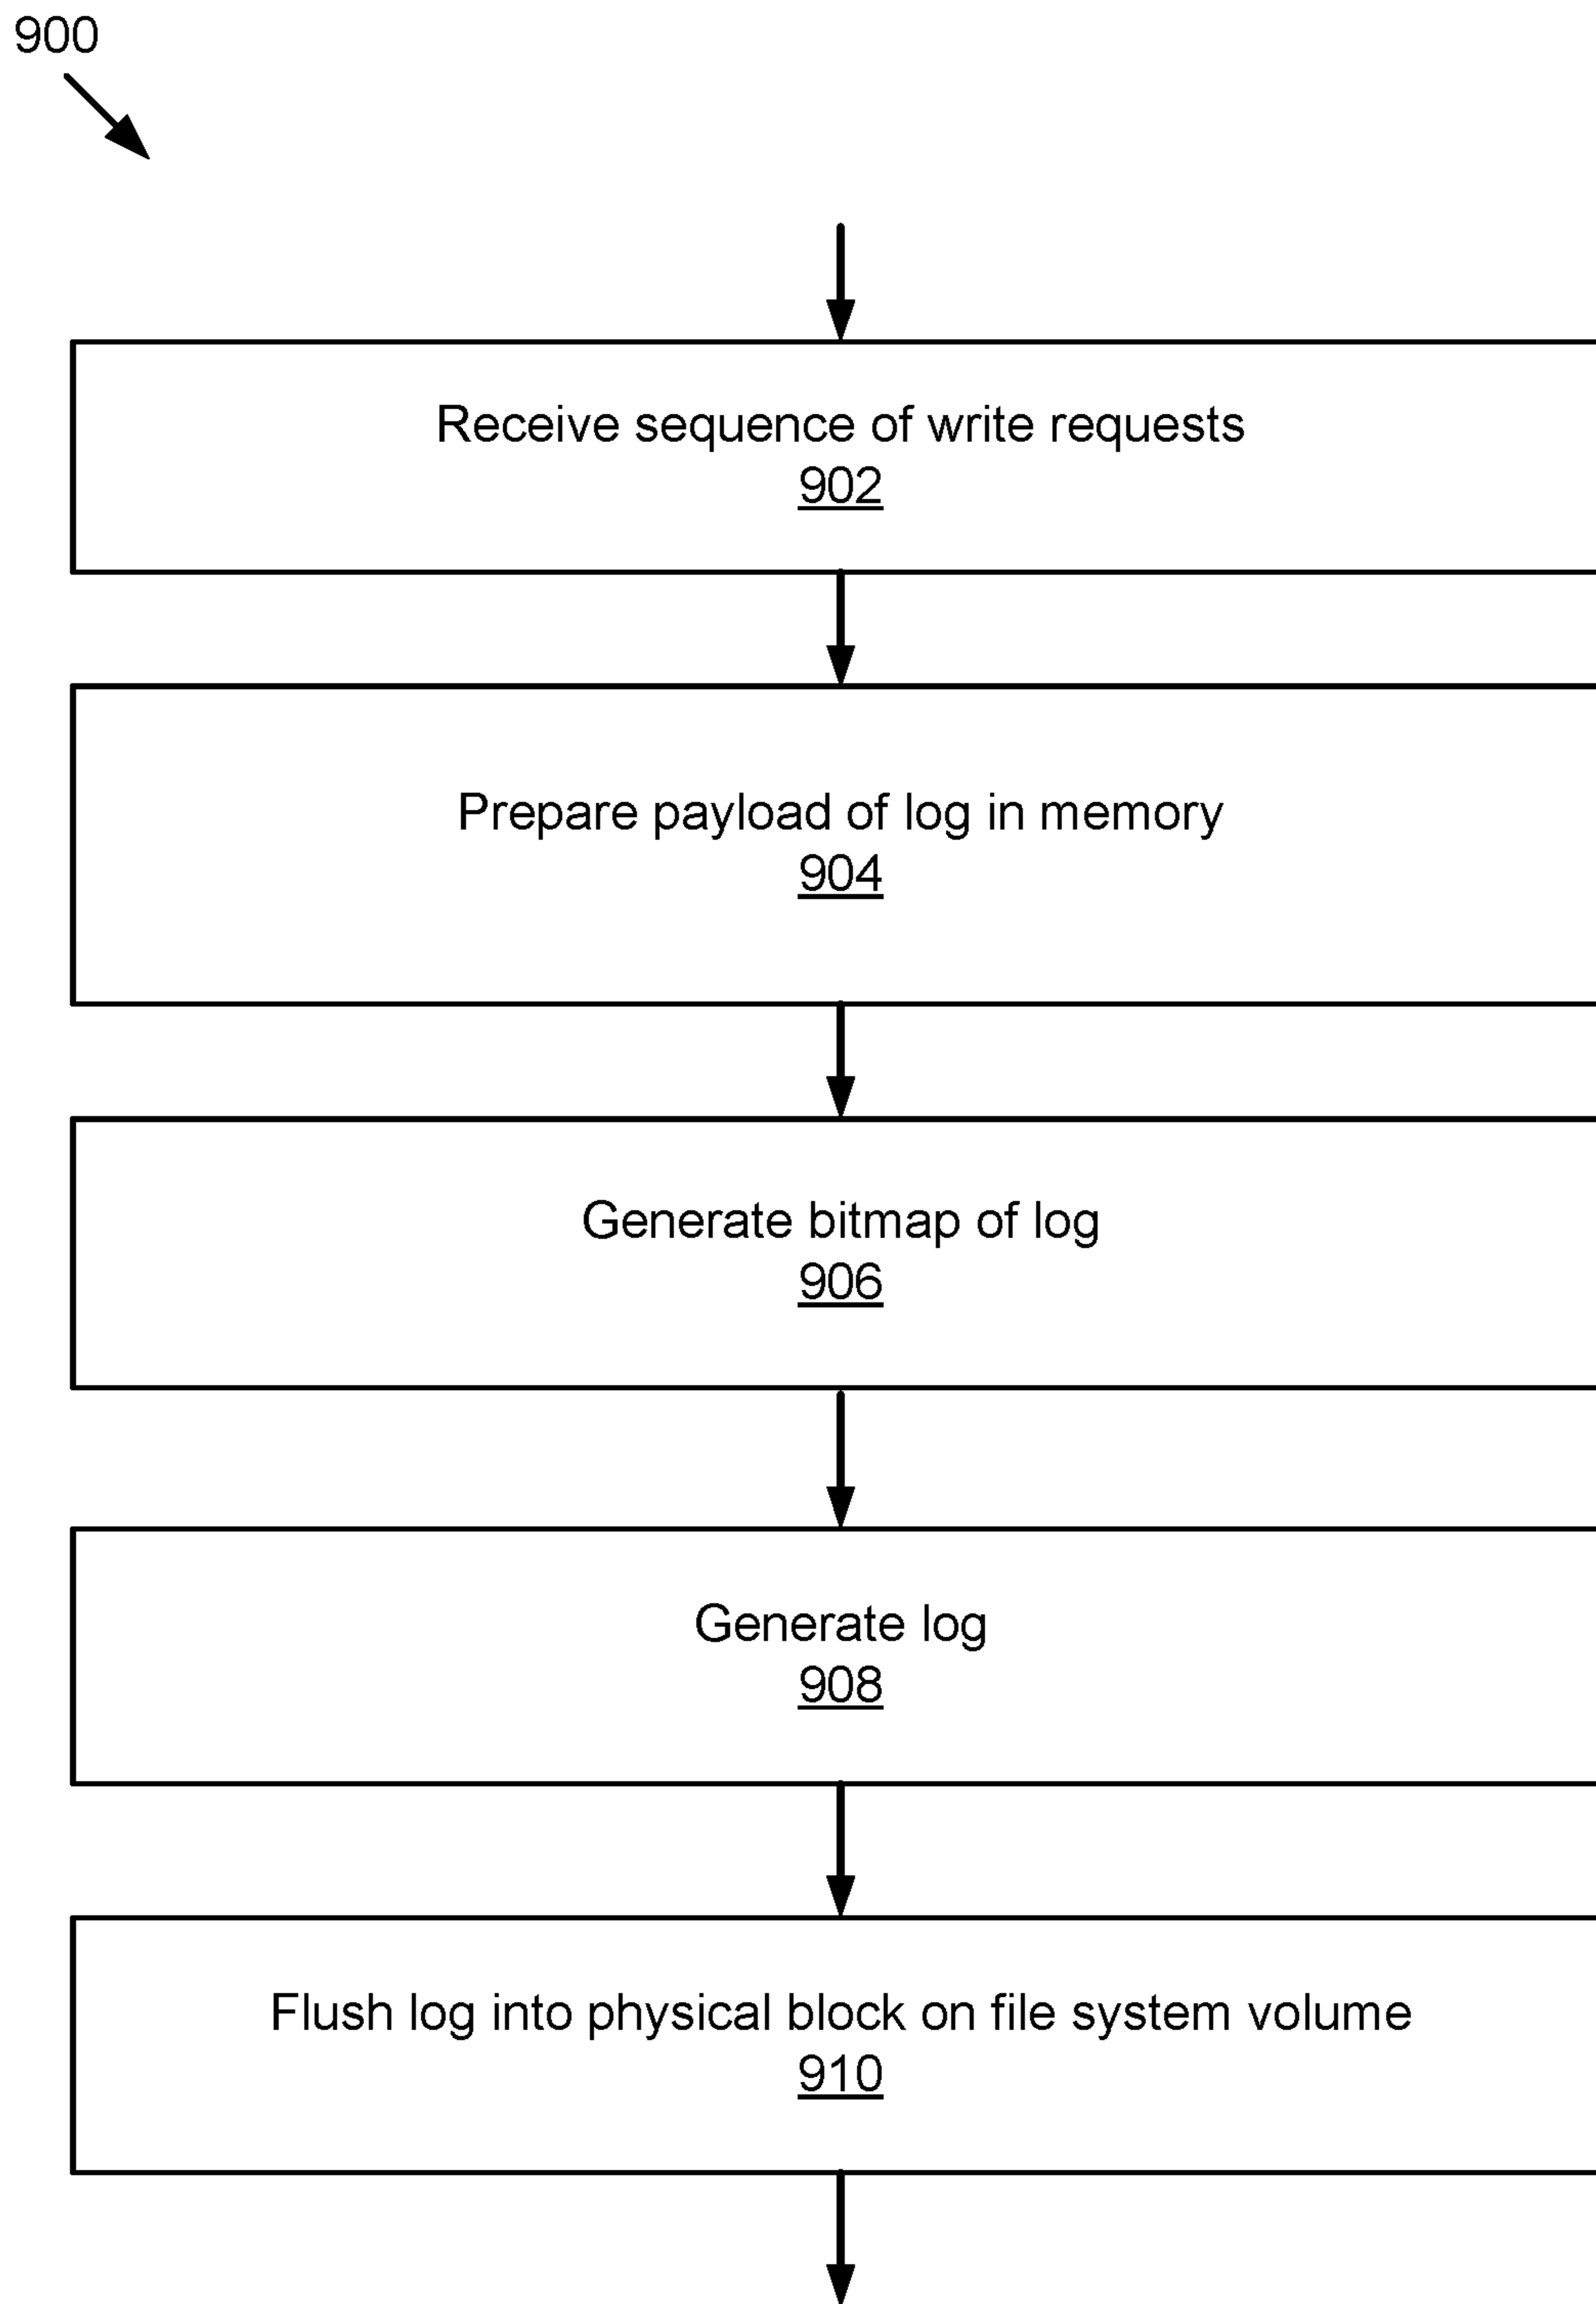 900
Receive sequence of write requests
902
Prepare payload of log in memory
904
Generate bitmap of log
906
Generate log
908
Flush log into physical block on file system volume
910